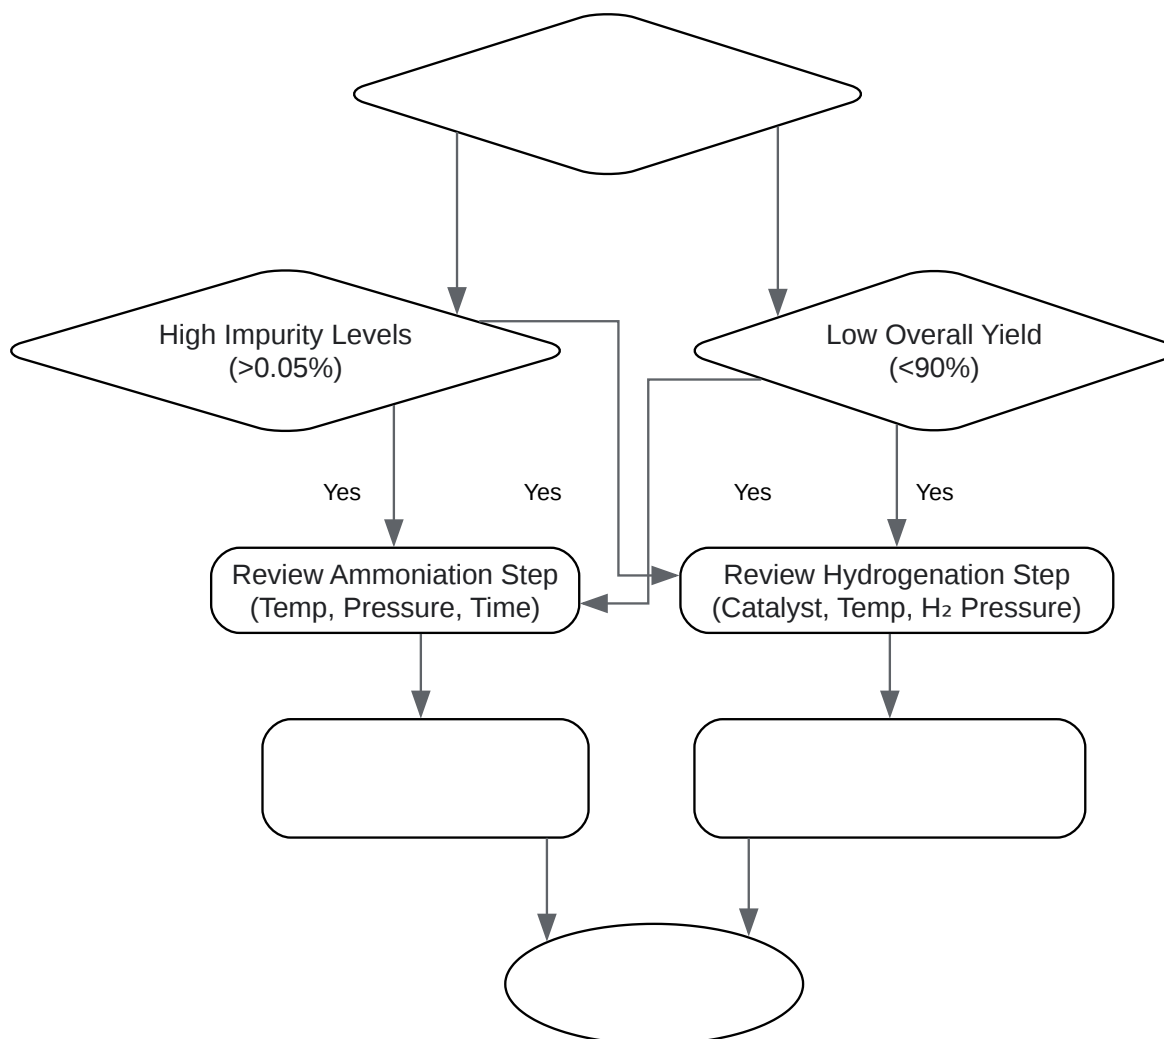 High Impurity Levels
(>0.05%)
Low Overall Yield
(<90%)
Yes
Yes
Yes
Yes
Review Ammoniation Step
(Temp, Pressure, Time)
Review Hydrogenation Step
(Catalyst, Temp, H₂ Pressure)